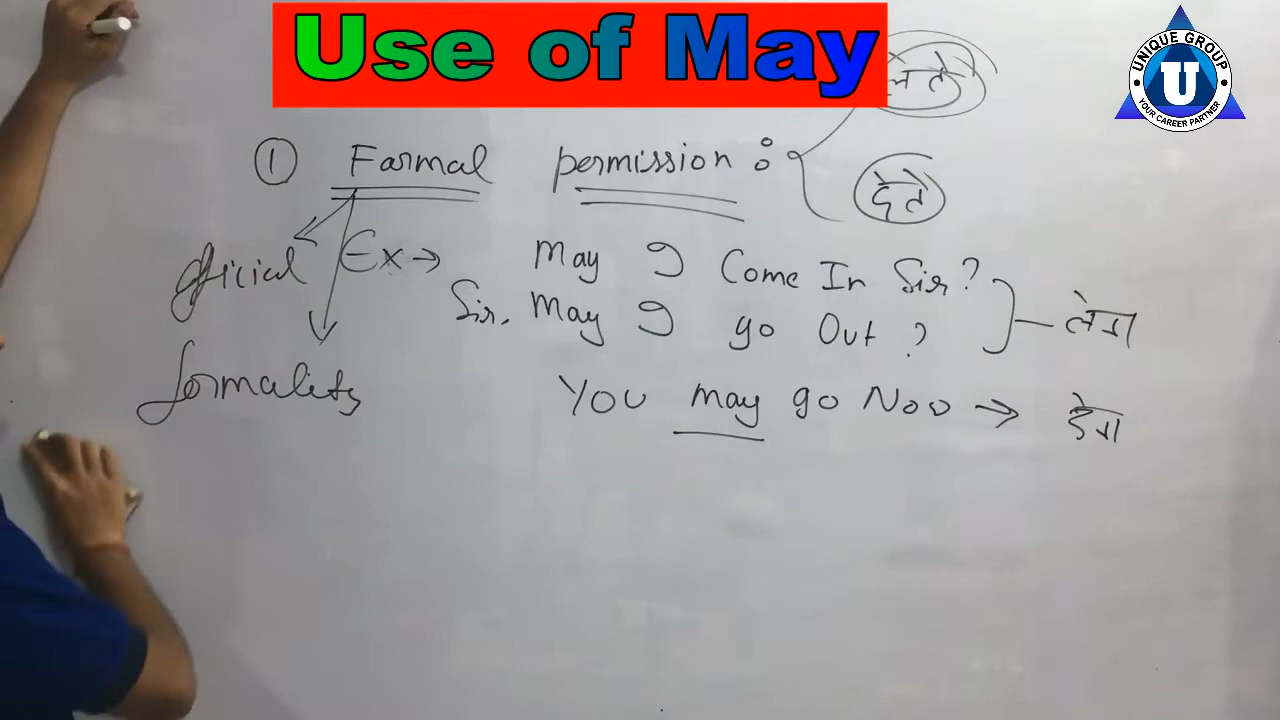 Use of May
UNIQUE GROUP
U
YOUR CAREER PARTNER
लेते
① Farmal permission :
देते
official Ex → May I Come In Sir?
Sir, May I go Out ?
लेना
formality
You may go Now → देना